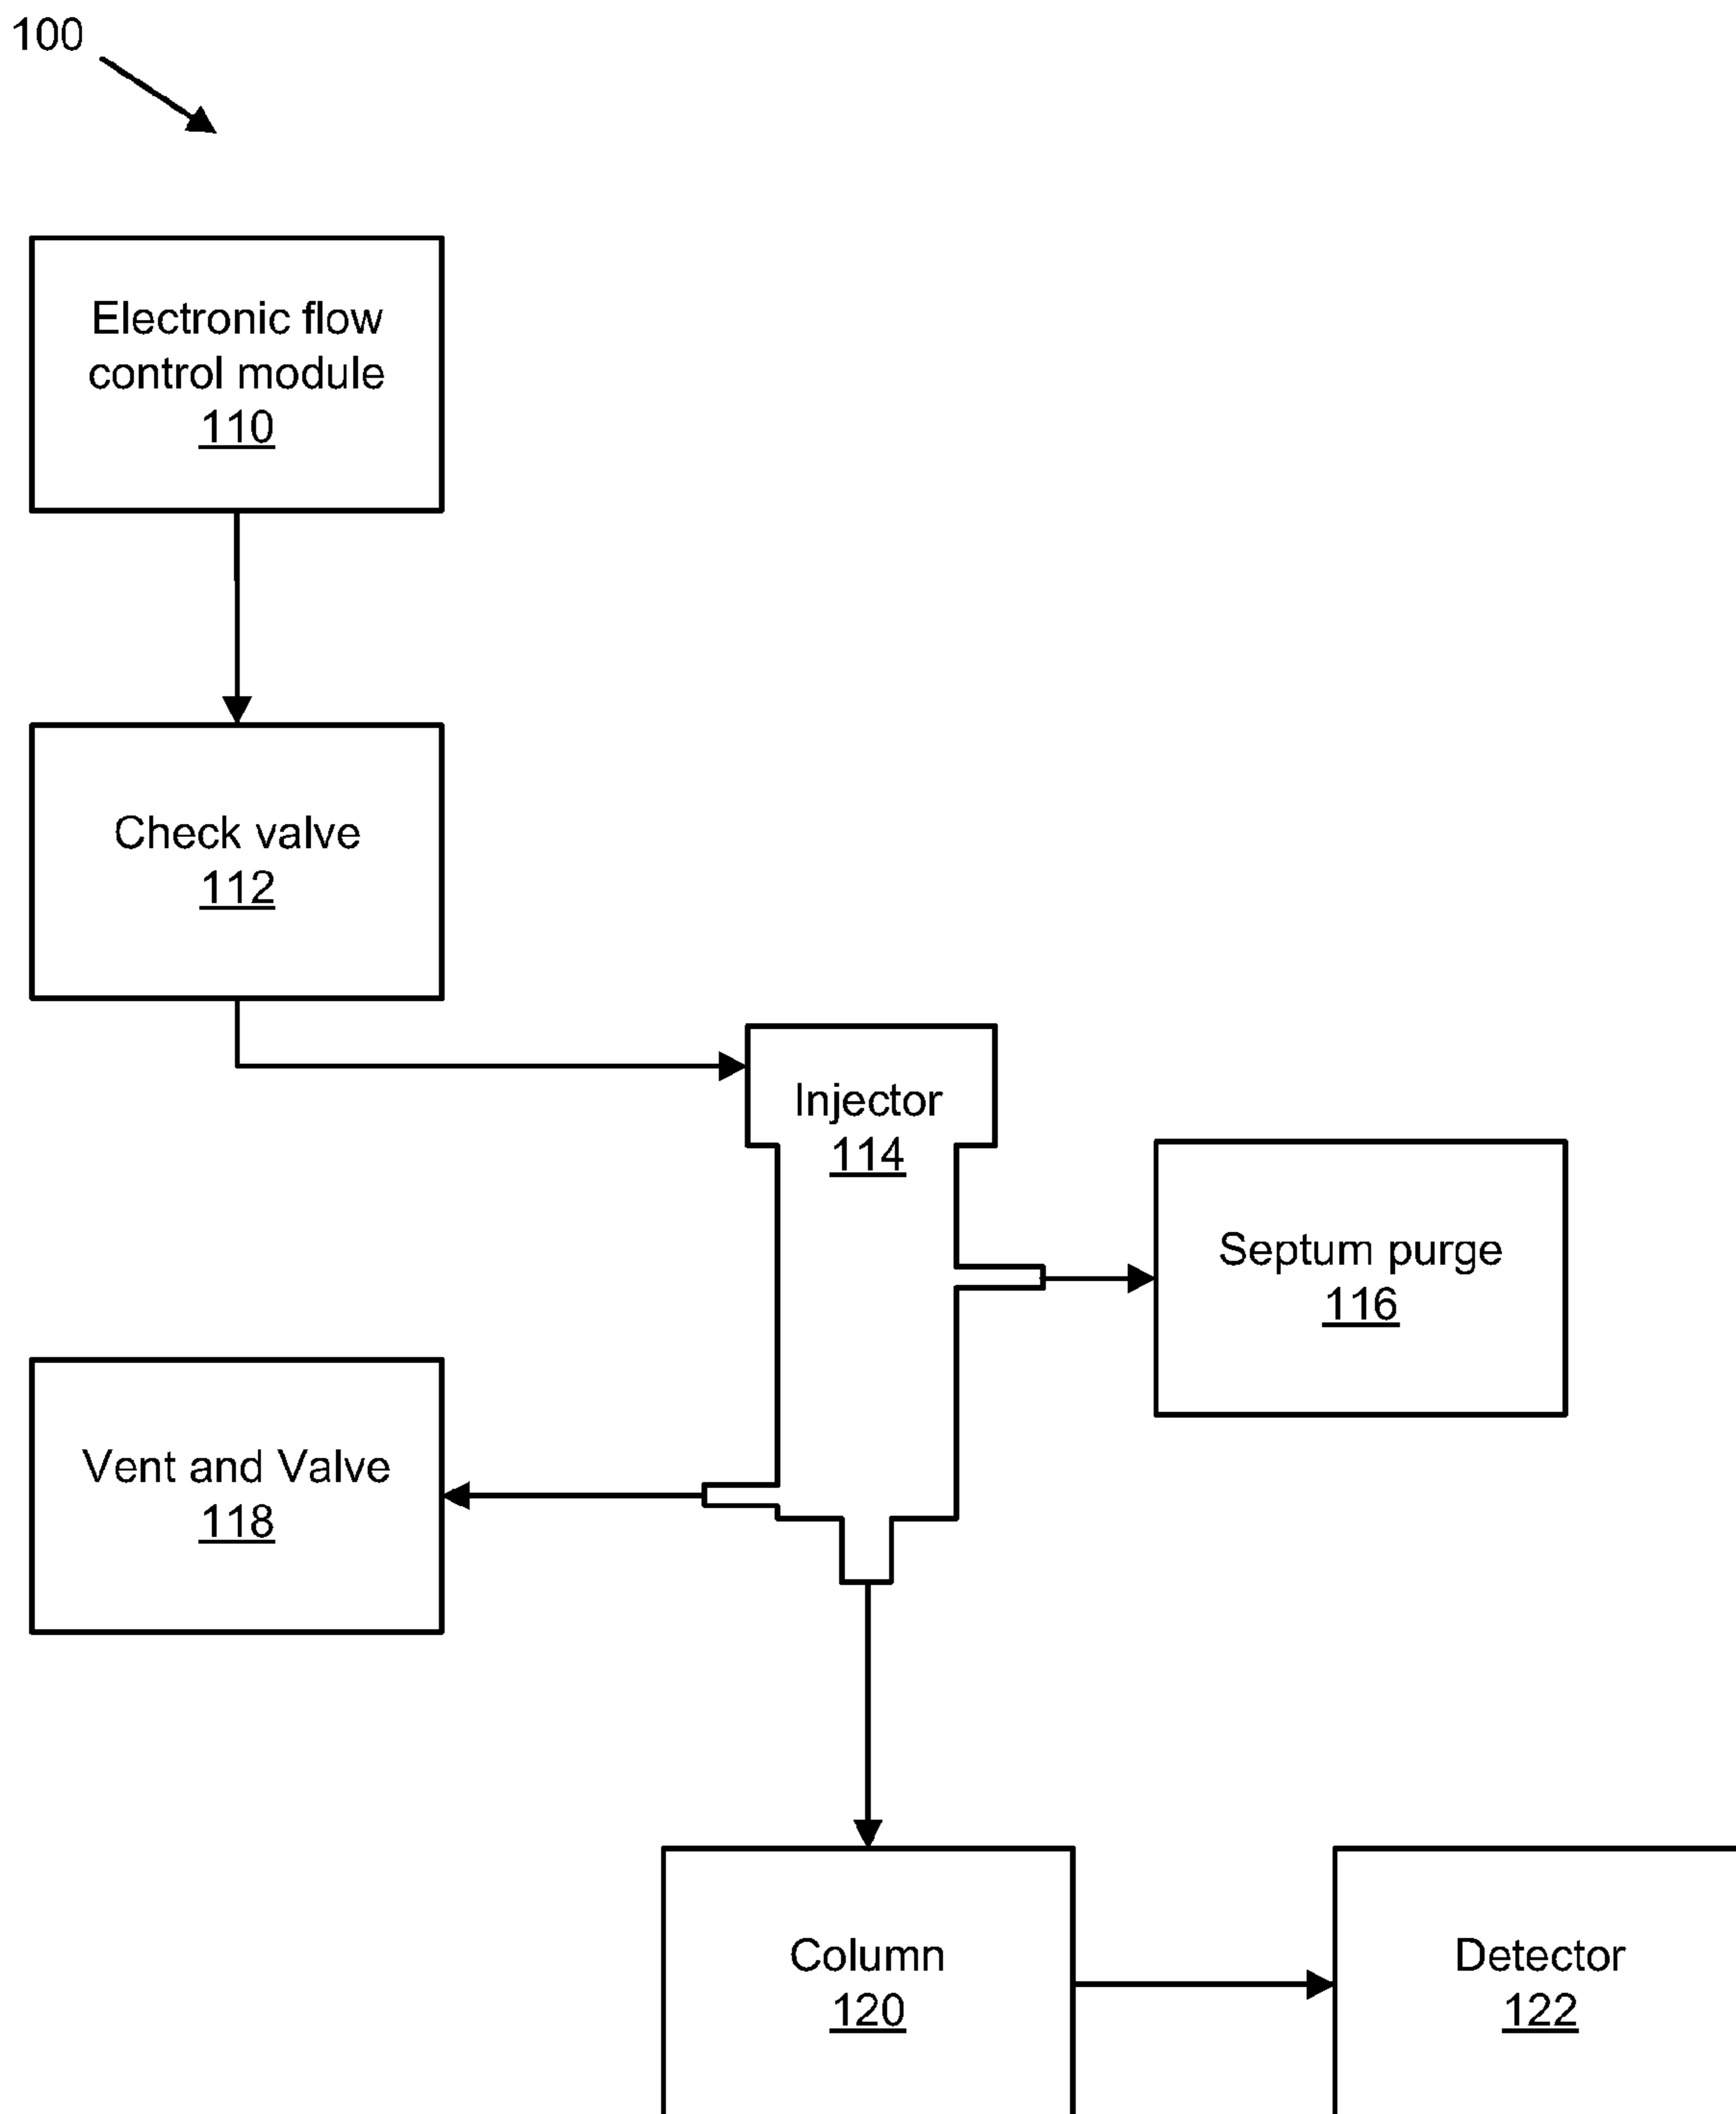 100
Electronic flow
control module
110
Check valve
112
Injector
114
Septum purge
116
Vent and Valve
118
Column
120
Detector
122